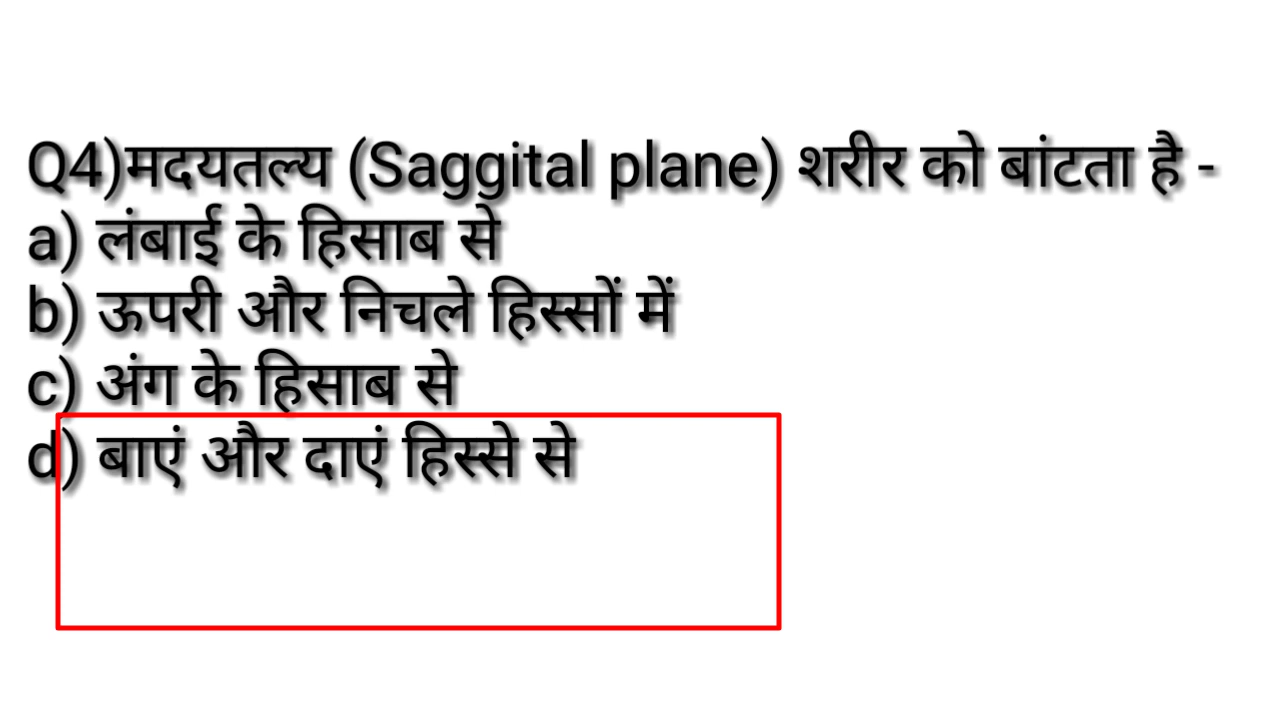 Q4)मदयतल्य (Saggital plane) शरीर को बांटता है -
a) लंबाई के हिसाब से
b) ऊपरी और निचले हिस्सों में
c) अंग के हिसाब से
d) बाएं और दाएं हिस्से से